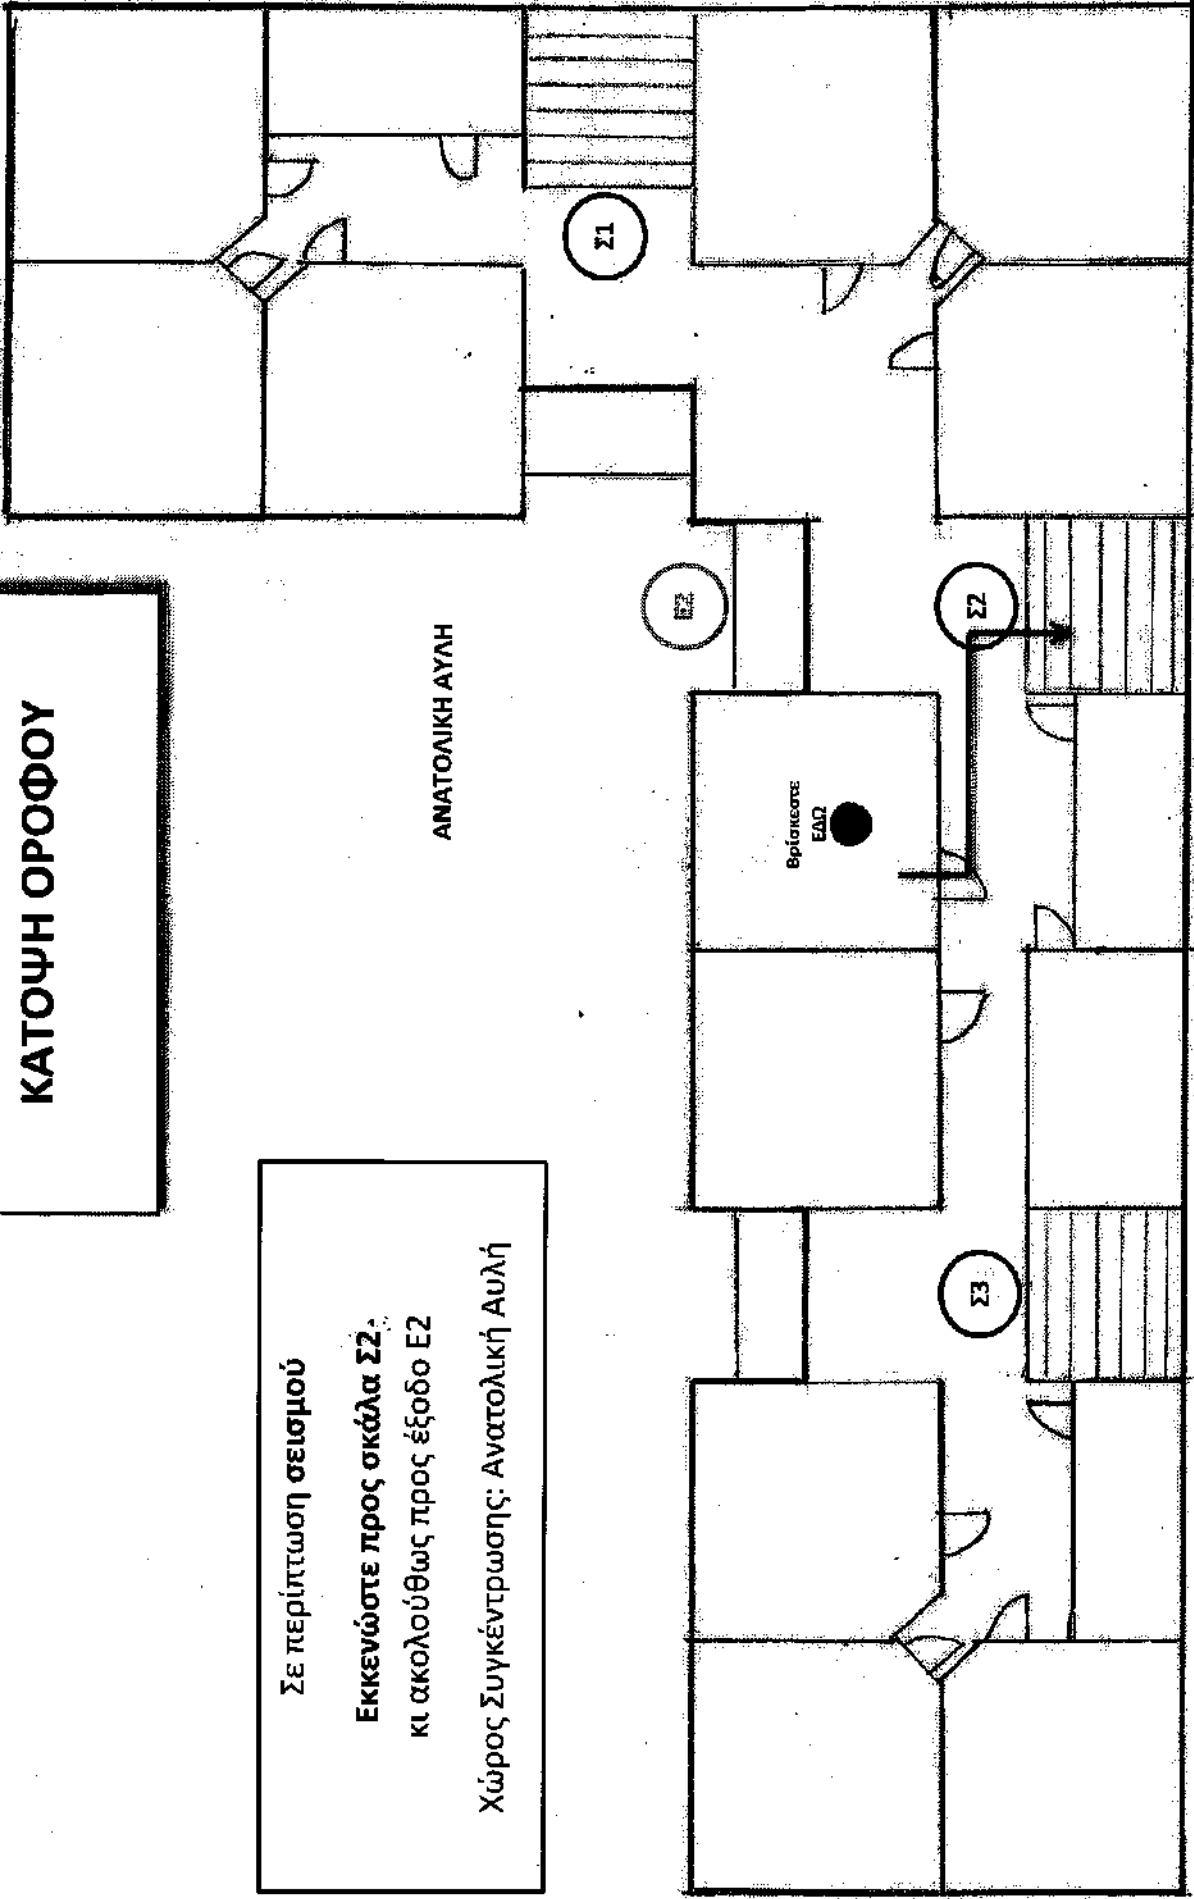 ΚΑΤΟΨΗ ΟΡΟΦΟΥ
Σε περίπτωση σεισμού
Εκκενώστε προς σκάλα Σ2.
κι ακολούθως προς έξοδο Ε2
Χώρος Συγκέντρωσης: Ανατολική Αυλή
ΑΝΑΤΟΛΙΚΗ ΑΥΛΗ
Ε2
Βρίσκεστε
ΕΔΩ
Σ1
Σ2
Σ3